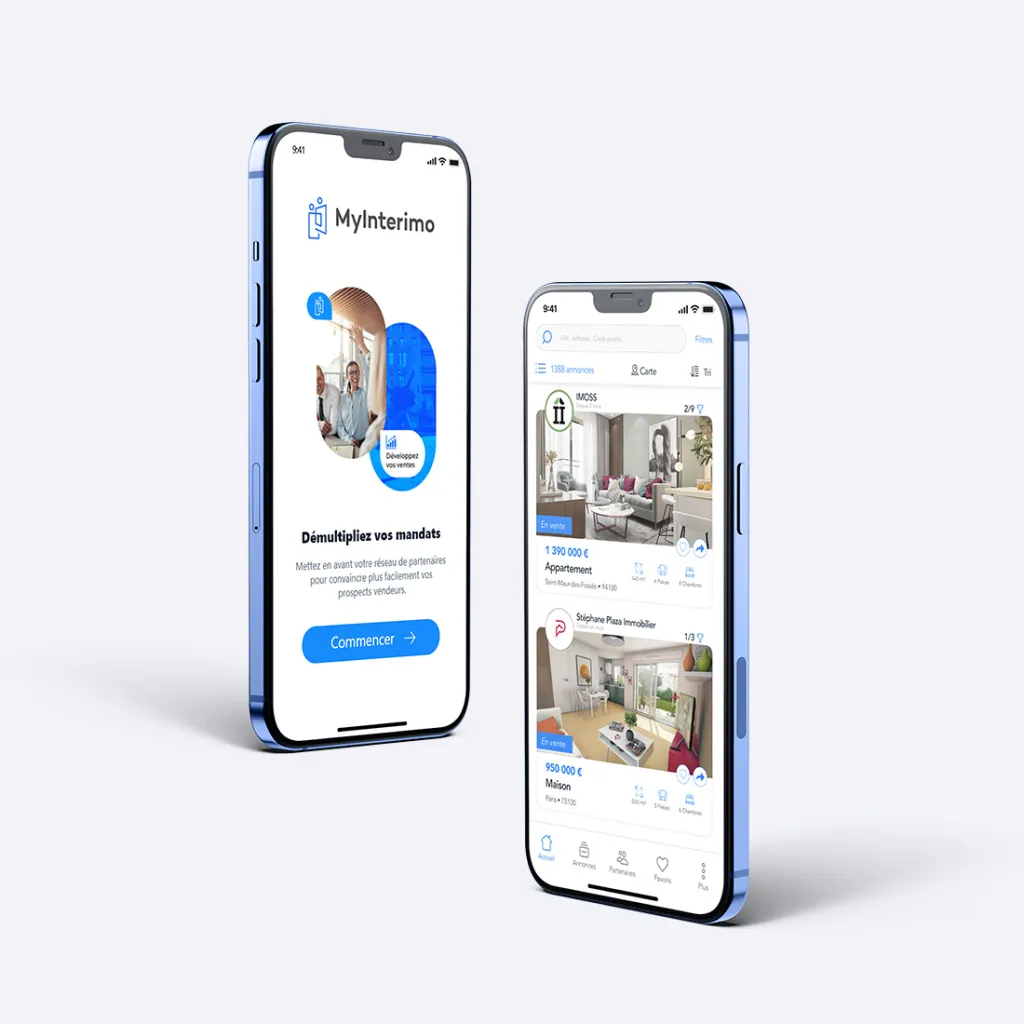 9:41
MyInterimo
Développez
vos ventes
Démultipliez vos mandats
Mettez en avant votre réseau de partenaires
pour convaincre plus facilement vos
prospects vendeurs.
Commencer
9:41
Ville, Adresse, Code postal...
Filtres
1388 annonces
Carte
Tri
IMOSS
2/9
En vente
1 390 000 €
Appartement
Saint-Maur-des-Fossés • 94100
140 m²
4 Pièces
Chambres
Stéphane Plaza Immobilier
1/3
En vente
950 000 €
Maison
Paris • 75100
300 m²
5 Pièces
Chambres
Accueil
Annonces
Partenaires
Favoris
Plus